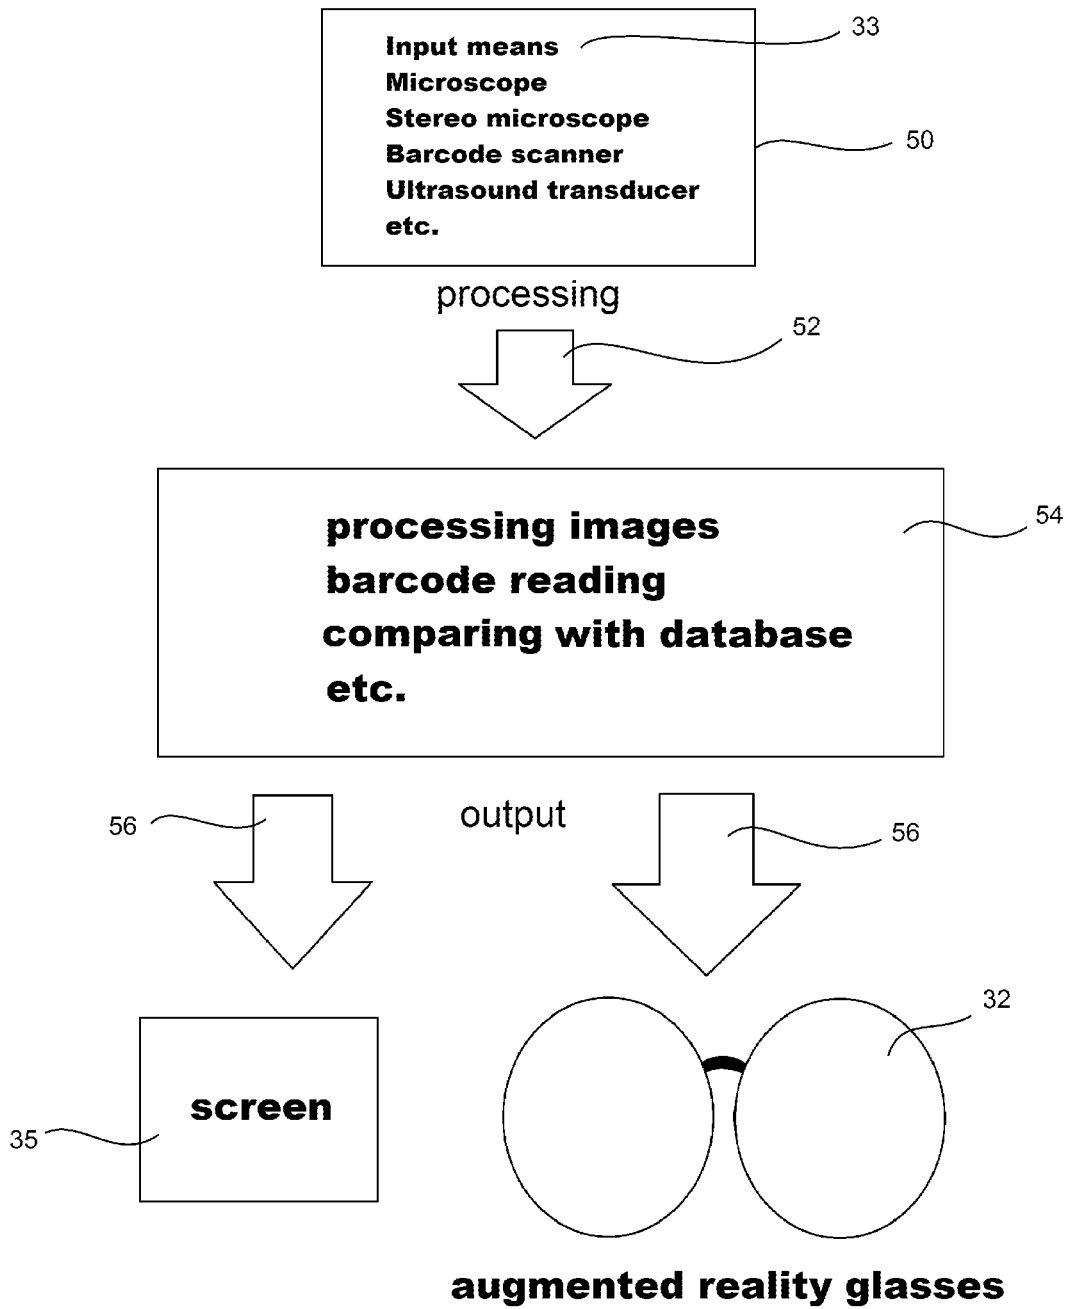 Input means
33
Microscope
Stereo microscope
50
Barcode scanner
Ultrasound transducer
etc.
processing
52
processing images
54
barcode reading
comparing with database
etc.
56
output
56
32
screen
35
augmented reality glasses